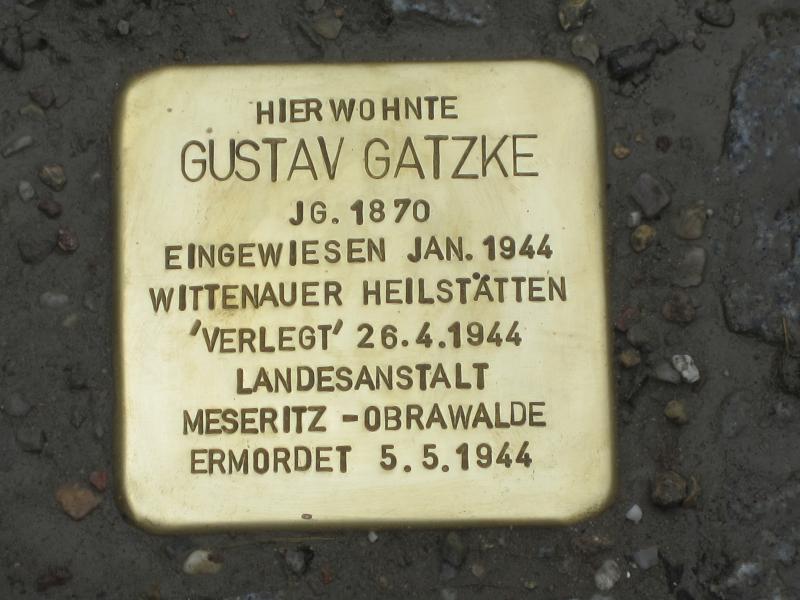 HIER WOHNTE
GUSTAV GATZKE
JG. 1870
EINGEWIESEN JAN. 1944
WITTENAUER HEILSTÄTTEN
'VERLEGT' 26.4.1944
LANDESANSTALT
MESERITZ-OBRAWALDE
ERMORDET 5.5.1944